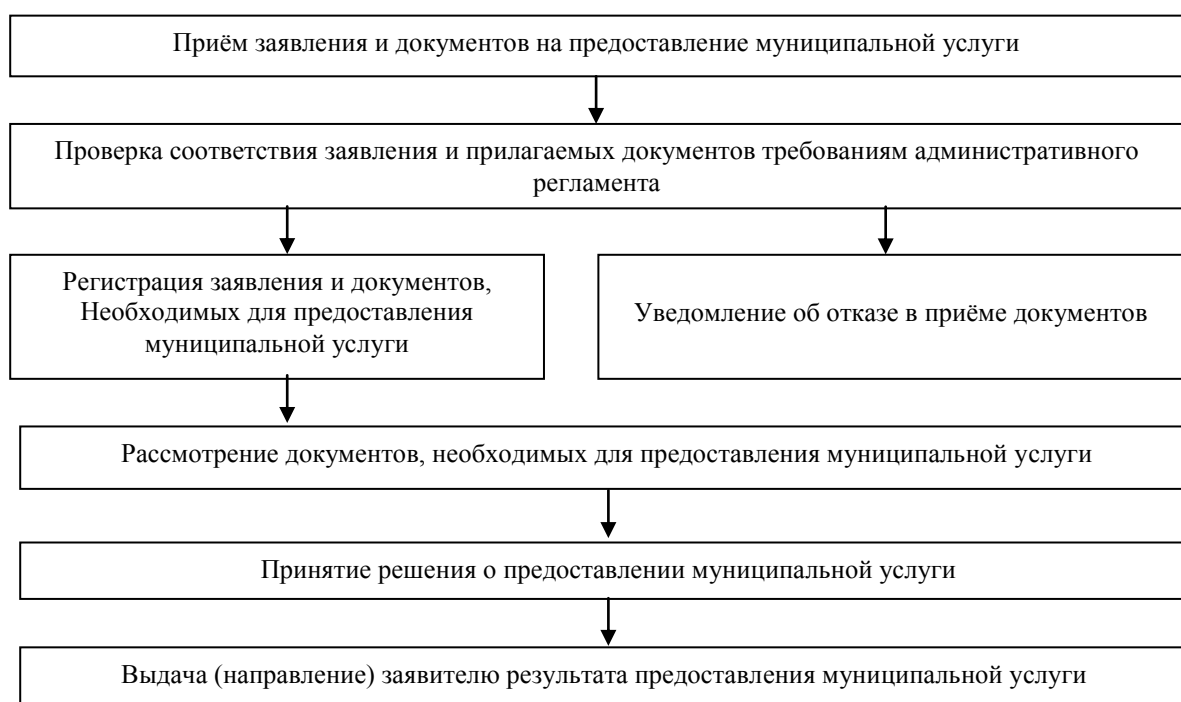 Приём заявления и документов на предоставление муниципальной услуги
Проверка соответствия заявления и прилагаемых документов требованиям административного
регламента
Регистрация заявления и документов,
Необходимых для предоставления
муниципальной услуги
Уведомление об отказе в приёме документов
Рассмотрение документов, необходимых для предоставления муниципальной услуги
Принятие решения о предоставлении муниципальной услуги
Выдача (направление) заявителю результата предоставления муниципальной услуги